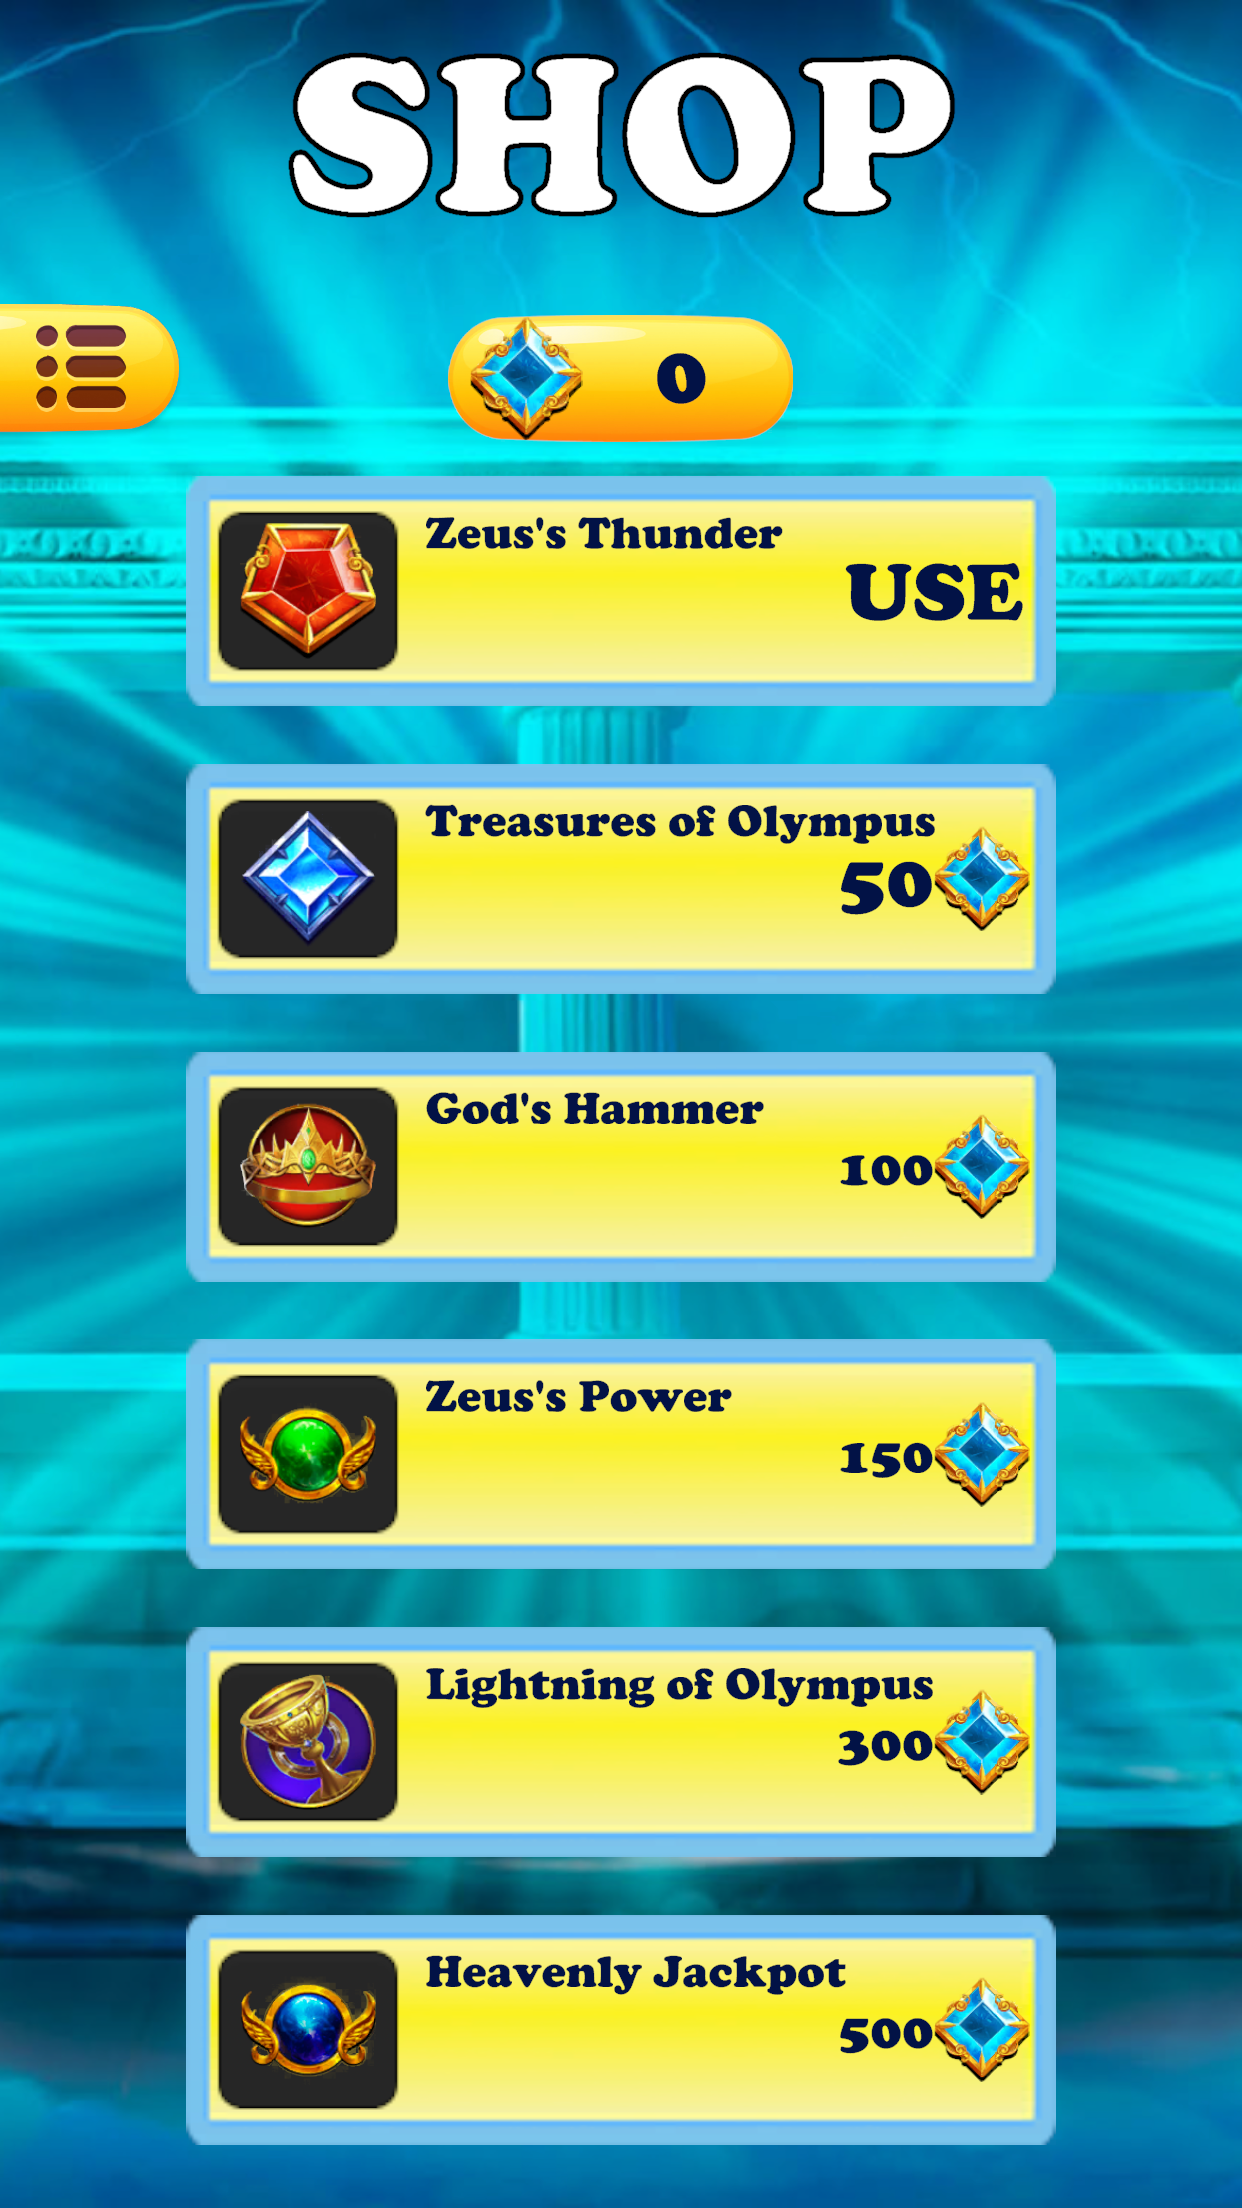 SHOP
0
Zeus's Thunder
USE
Treasures of Olympus
50
God's Hammer
100
Zeus's Power
150
Lightning of Olympus
300
Heavenly Jackpot
500